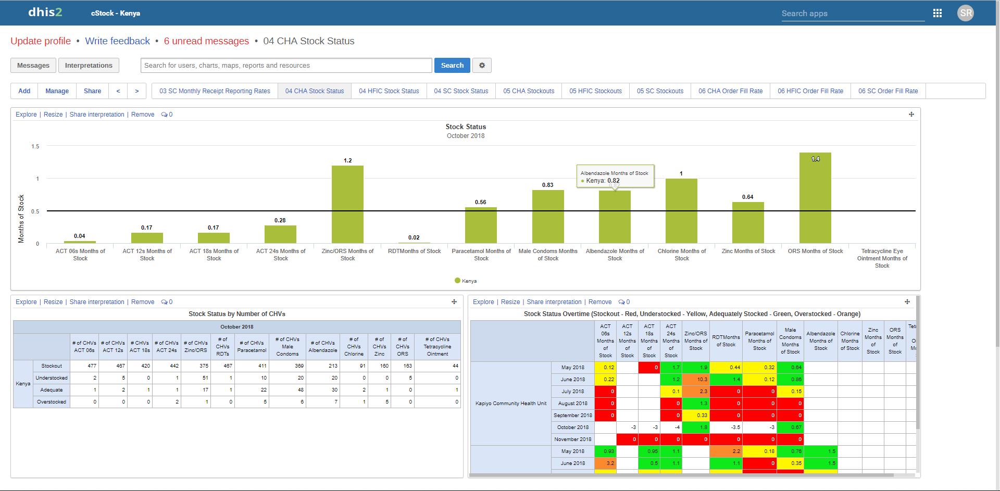 dhis2
cStock - Kenya
Search apps
SR
Update profile • Write feedback • 6 unread messages • 04 CHA Stock Status
Messages
Interpretations
Search for users, charts, maps, reports and resources
Search
Add
Manage
Share
<
>
03 SC Monthly Receipt Reporting Rates
04 CHA Stock Status
04 HFIC Stock Status
04 SC Stock Status
05 CHA Stockouts
05 HFIC Stockouts
05 SC Stockouts
06 CHA Order Fill Rate
06 HFIC Order Fill Rate
06 SC Order Fill Rate
Explore | Resize | Share interpretation | Remove 0
Stock Status
October 2018
Months of Stock
1.5
1
0.5
0
0.04
0.17
0.17
0.28
1.2
0.02
0.56
0.83
Albendazole Months of Stock
Kenya: 0.82
0.82
1
0.64
1.4
ACT 06s Months of
Stock
ACT 12s Months of
Stock
ACT 18s Months of
Stock
ACT 24s Months of
Stock
Zinc/ORS Months of
Stock
RDTMonths of Stock
Paracetamol Months of
Stock
Male Condoms Months
of Stock
Albendazole Months of
Stock
Chlorine Months of
Stock
Zinc Months of Stock
ORS Months of Stock
Tetracycline Eye
Ointment Months of
Stock
Kenya
Explore | Resize | Share interpretation | Remove 0
Stock Status by Number of CHVs
October 2018
# of CHVs
ACT 06s
# of CHVs
ACT 12s
# CHVs
ACT 18s
# of CHVs
ACT 24s
# of CHVs
Zinc/ORS
# of
CHVs
RDTs
# of CHVs
Paracetamol
# of CHVs
Male
Condoms
# of CHVs
Albendazole
# of
CHVs
Chlorine
# of
CHVs
Zinc
# of
CHVs
ORS
# of CHVs
Tetracycline
Ointment
Kenya
Stockout 477 467 420 442 375 467 411 369 213 91 160 163 44
Understocked 2 5 0 1 51 1 10 20 20 0 0 5 0
Adequate 1 2 1 1 17 1 22 48 30 2 1 0 1
Overstocked 0 0 0 2 1 0 5 6 7 1 5 0 0
Explore | Resize | Share interpretation | Remove 0
Stock Status Overtime (Stockout - Red, Understocked - Yellow, Adequately Stocked - Green, Overstocked - Orange)
ACT
06s
Months
of
Stock
ACT
12s
Months
of
Stock
ACT
18s
Months
of
Stock
ACT
24s
Months
of
Stock
Zinc/ORS
Months of
Stock
RDTMonths
of Stock
Paracetamol
Months of
Stock
Male
Condoms
Months
of Stock
Albendazole
Months of
Stock
Chlorine
Months
of Stock
Zinc
Months
of
Stock
ORS
Months
of
Stock
Kapiyo Community Health Unit
May 2018 0.12 0 1.7 1.9 0.44 0.32 0.64
June 2018 0.22 1.2 10.3 1.4 0.12 0.86
July 2018 0 0.1 2.3 0 0 0.15
August 2018 0 0 1.3 0 0 0
September 2018 0 0 0.33 0 0 0
October 2018 -3 -3 -4 1.8 -3.5 -3 0.67
November 2018 0 0 0 0 0 0 0
May 2018 0.93 0.95 1.1 2.2 0.18 0.76 1.5
June 2018 3.2 0.5 1.1 1.1 0 0.35 1.5